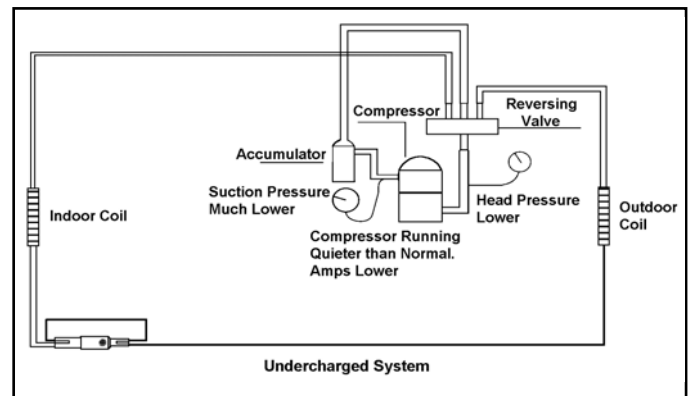 Compressor
Reversing
Valve
Accumulator
Suction Pressure
Much Lower
Head Pressure
Lower
Indoor Coil
Outdoor
Coil
Compressor Running
Quieter than Normal.
Amps Lower
Undercharged System